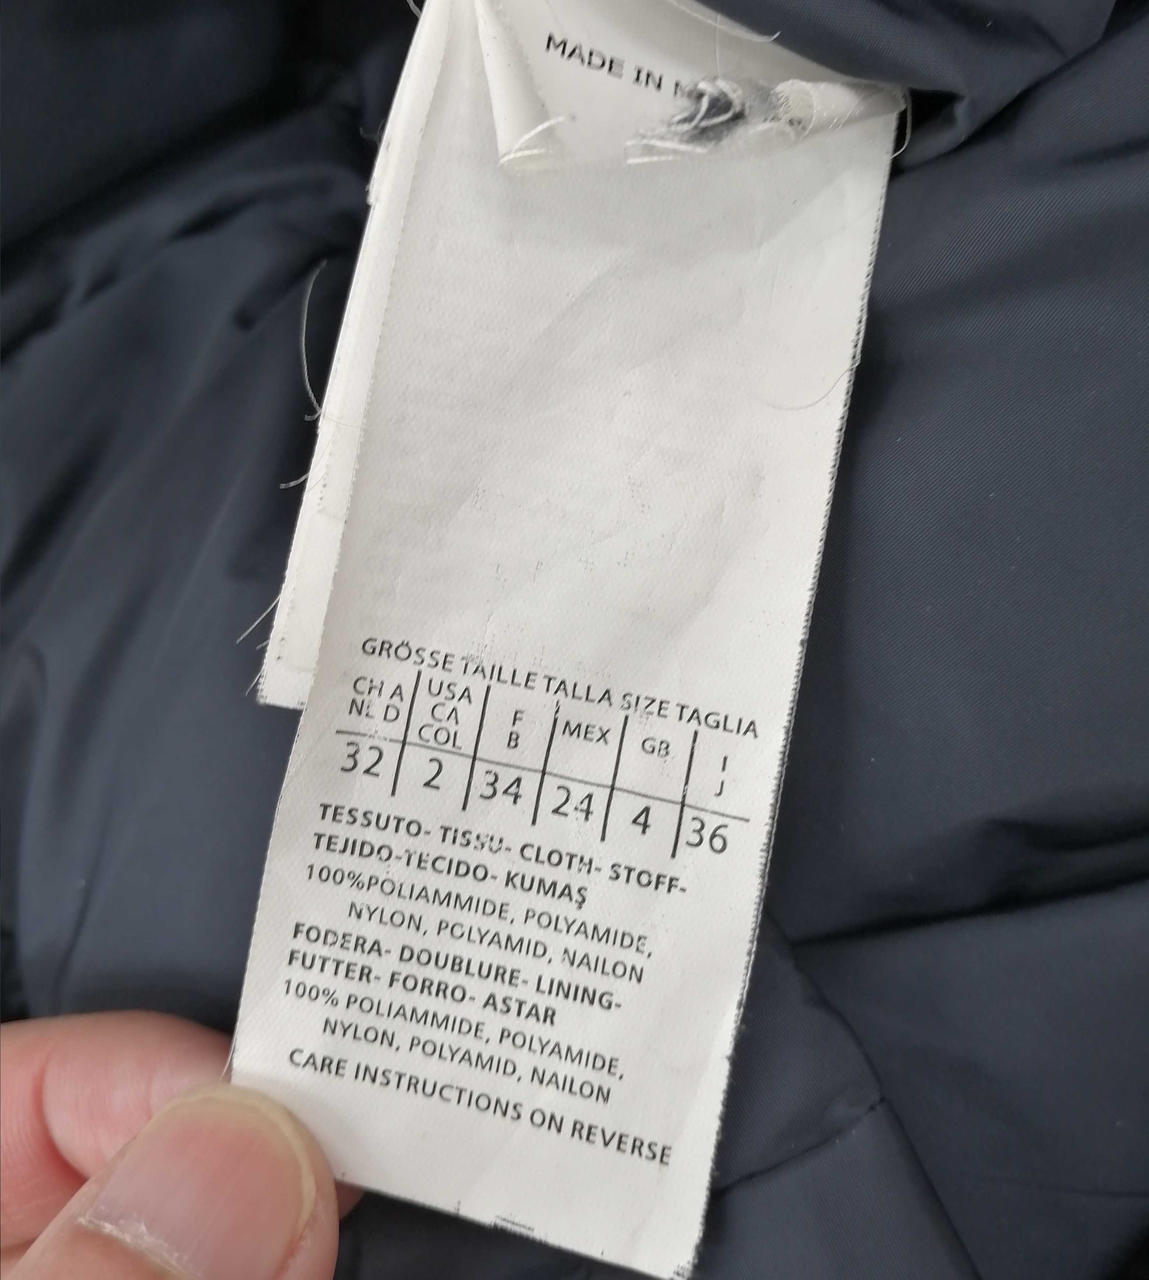 MADE IN
GRÖSSE TAILLE TALLA SIZE TAGLIA
CH A NL D | USA CA COL | F B | MEX | GB | I J
32 | 2 | 34 | 24 | 4 | 36
TESSUTO- TISSU- CLOTH- STOFF-
TEJIDO-TECIDO- KUMAŞ
100%POLIAMMIDE, POLYAMIDE,
NYLON, POLYAMID, NAILON
FODERA- DOUBLURE- LINING-
FUTTER- FORRO- ASTAR
100% POLIAMMIDE, POLYAMIDE,
NYLON, POLYAMID, NAILON
CARE INSTRUCTIONS ON REVERSE